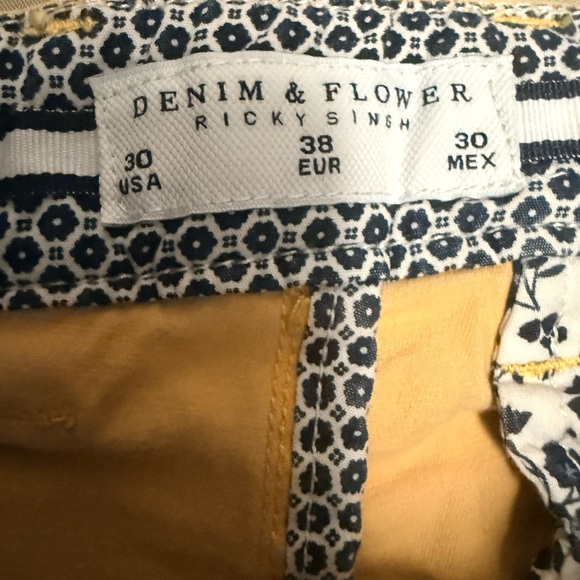 DENIM & FLOWER
RICKY SINGH
30 38 30
USA EUR MEX